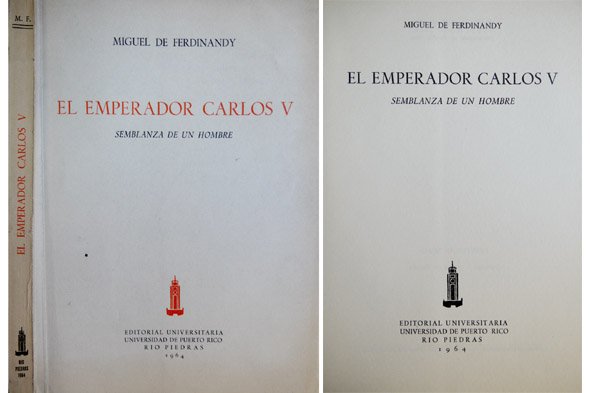 M. F.
EL EMPERADOR CARLOS V
RIO
PIEDRAS
1964
MIGUEL DE FERDINANDY
EL EMPERADOR CARLOS V
SEMBLANZA DE UN HOMBRE
EDITORIAL UNIVERSITARIA
UNIVERSIDAD DE PUERTO RICO
RIO PIEDRAS
1964
MIGUEL DE FERDINANDY
EL EMPERADOR CARLOS V
SEMBLANZA DE UN HOMBRE
EDITORIAL UNIVERSITARIA
UNIVERSIDAD DE PUERTO RICO
RIO PIEDRAS
1964